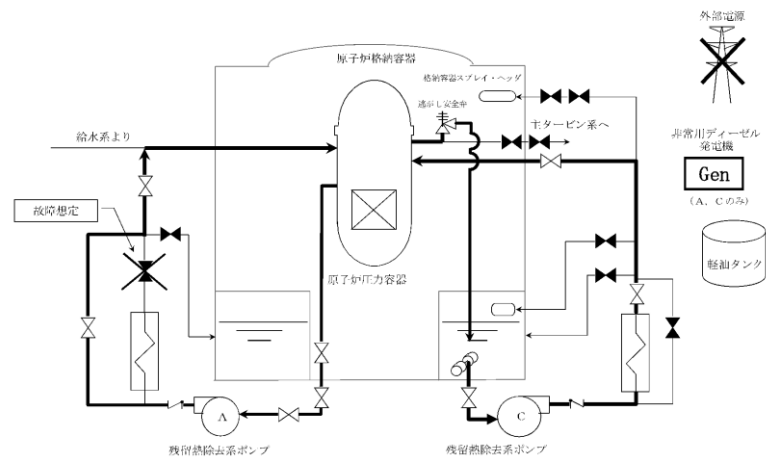 外部電源
原子炉格納容器
格納容器スプレイ・ヘッダ
逃がし安全弁
給水系より
主タービン系へ
非常用ディーゼル
発電機
Gen
(A, Cのみ)
故障想定
軽油タンク
原子炉圧力容器
A
C
残留熱除去系ポンプ
残留熱除去系ポンプ